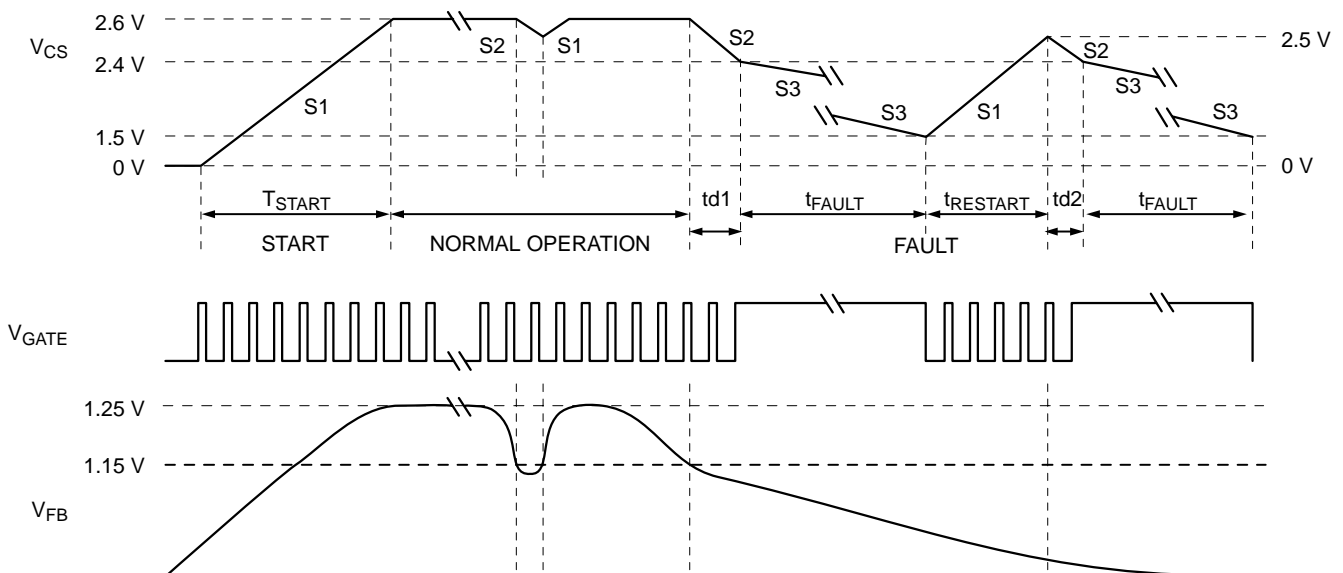 2.6 V
V_CS
S2
S1
S2
2.5 V
S2
2.4 V
S1
S3
S1
S3
S3
S3
1.5 V
0 V
0 V
T_START
td1
t_FAULT
t_RESTART
td2
t_FAULT
START
NORMAL OPERATION
FAULT
V_GATE
1.25 V
1.15 V
V_FB